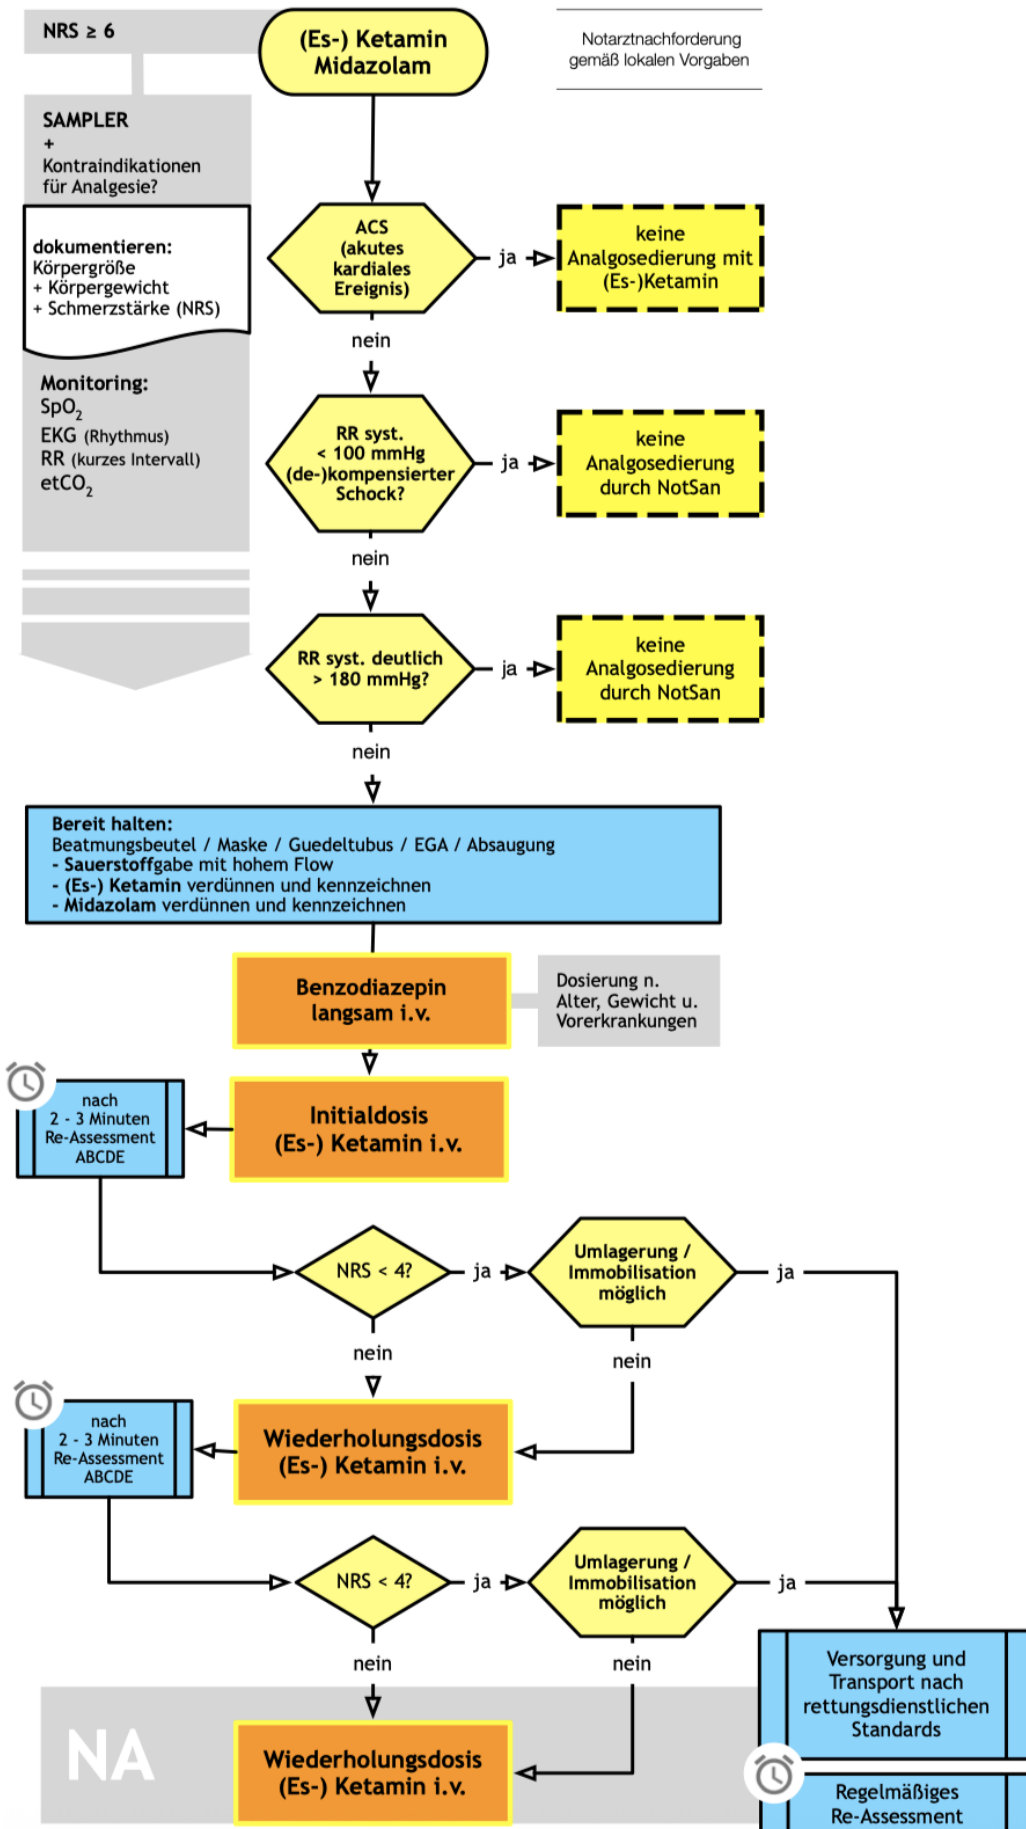 NRS ≥ 6
(Es-) Ketamin
Midazolam
Notarztnachforderung
gemäß lokalen Vorgaben
SAMPLER
+
Kontraindikationen
für Analgesie?
dokumentieren:
Körpergröße
+ Körpergewicht
+ Schmerzstärke (NRS)
Monitoring:
SpO₂
EKG (Rhythmus)
RR (kurzes Intervall)
etCO₂
ACS
(akutes
kardiales
Ereignis)
ja
keine
Analgosedierung mit
(Es-)Ketamin
nein
RR syst.
< 100 mmHg
(de-)kompensierter
Schock?
ja
keine
Analgosedierung
durch NotSan
nein
RR syst. deutlich
> 180 mmHg?
ja
keine
Analgosedierung
durch NotSan
nein
Bereit halten:
Beatmungsbeutel / Maske / Guedeltubus / EGA / Absaugung
- Sauerstoffgabe mit hohem Flow
- (Es-) Ketamin verdünnen und kennzeichnen
- Midazolam verdünnen und kennzeichnen
Benzodiazepin
langsam i.v.
Dosierung n.
Alter, Gewicht u.
Vorerkrankungen
Initialdosis
(Es-) Ketamin i.v.
nach
2 - 3 Minuten
Re-Assessment
ABCDE
NRS < 4?
ja
Umlagerung /
Immobilisation
möglich
ja
nein
nein
Wiederholungsdosis
(Es-) Ketamin i.v.
nach
2 - 3 Minuten
Re-Assessment
ABCDE
NRS < 4?
ja
Umlagerung /
Immobilisation
möglich
ja
nein
nein
NA
Wiederholungsdosis
(Es-) Ketamin i.v.
Versorgung und
Transport nach
rettungsdienstlichen
Standards
Regelmäßiges
Re-Assessment